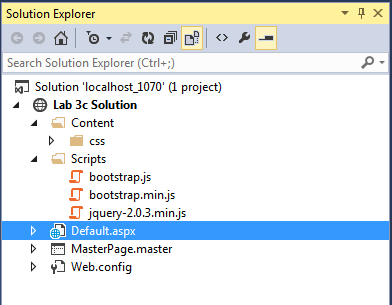 Solution Explorer
Search Solution Explorer (Ctrl+;)
Solution 'localhost_1070' (1 project)
Lab 3c Solution
Content
css
Scripts
bootstrap.js
bootstrap.min.js
jquery-2.0.3.min.js
Default.aspx
MasterPage.master
Web.config